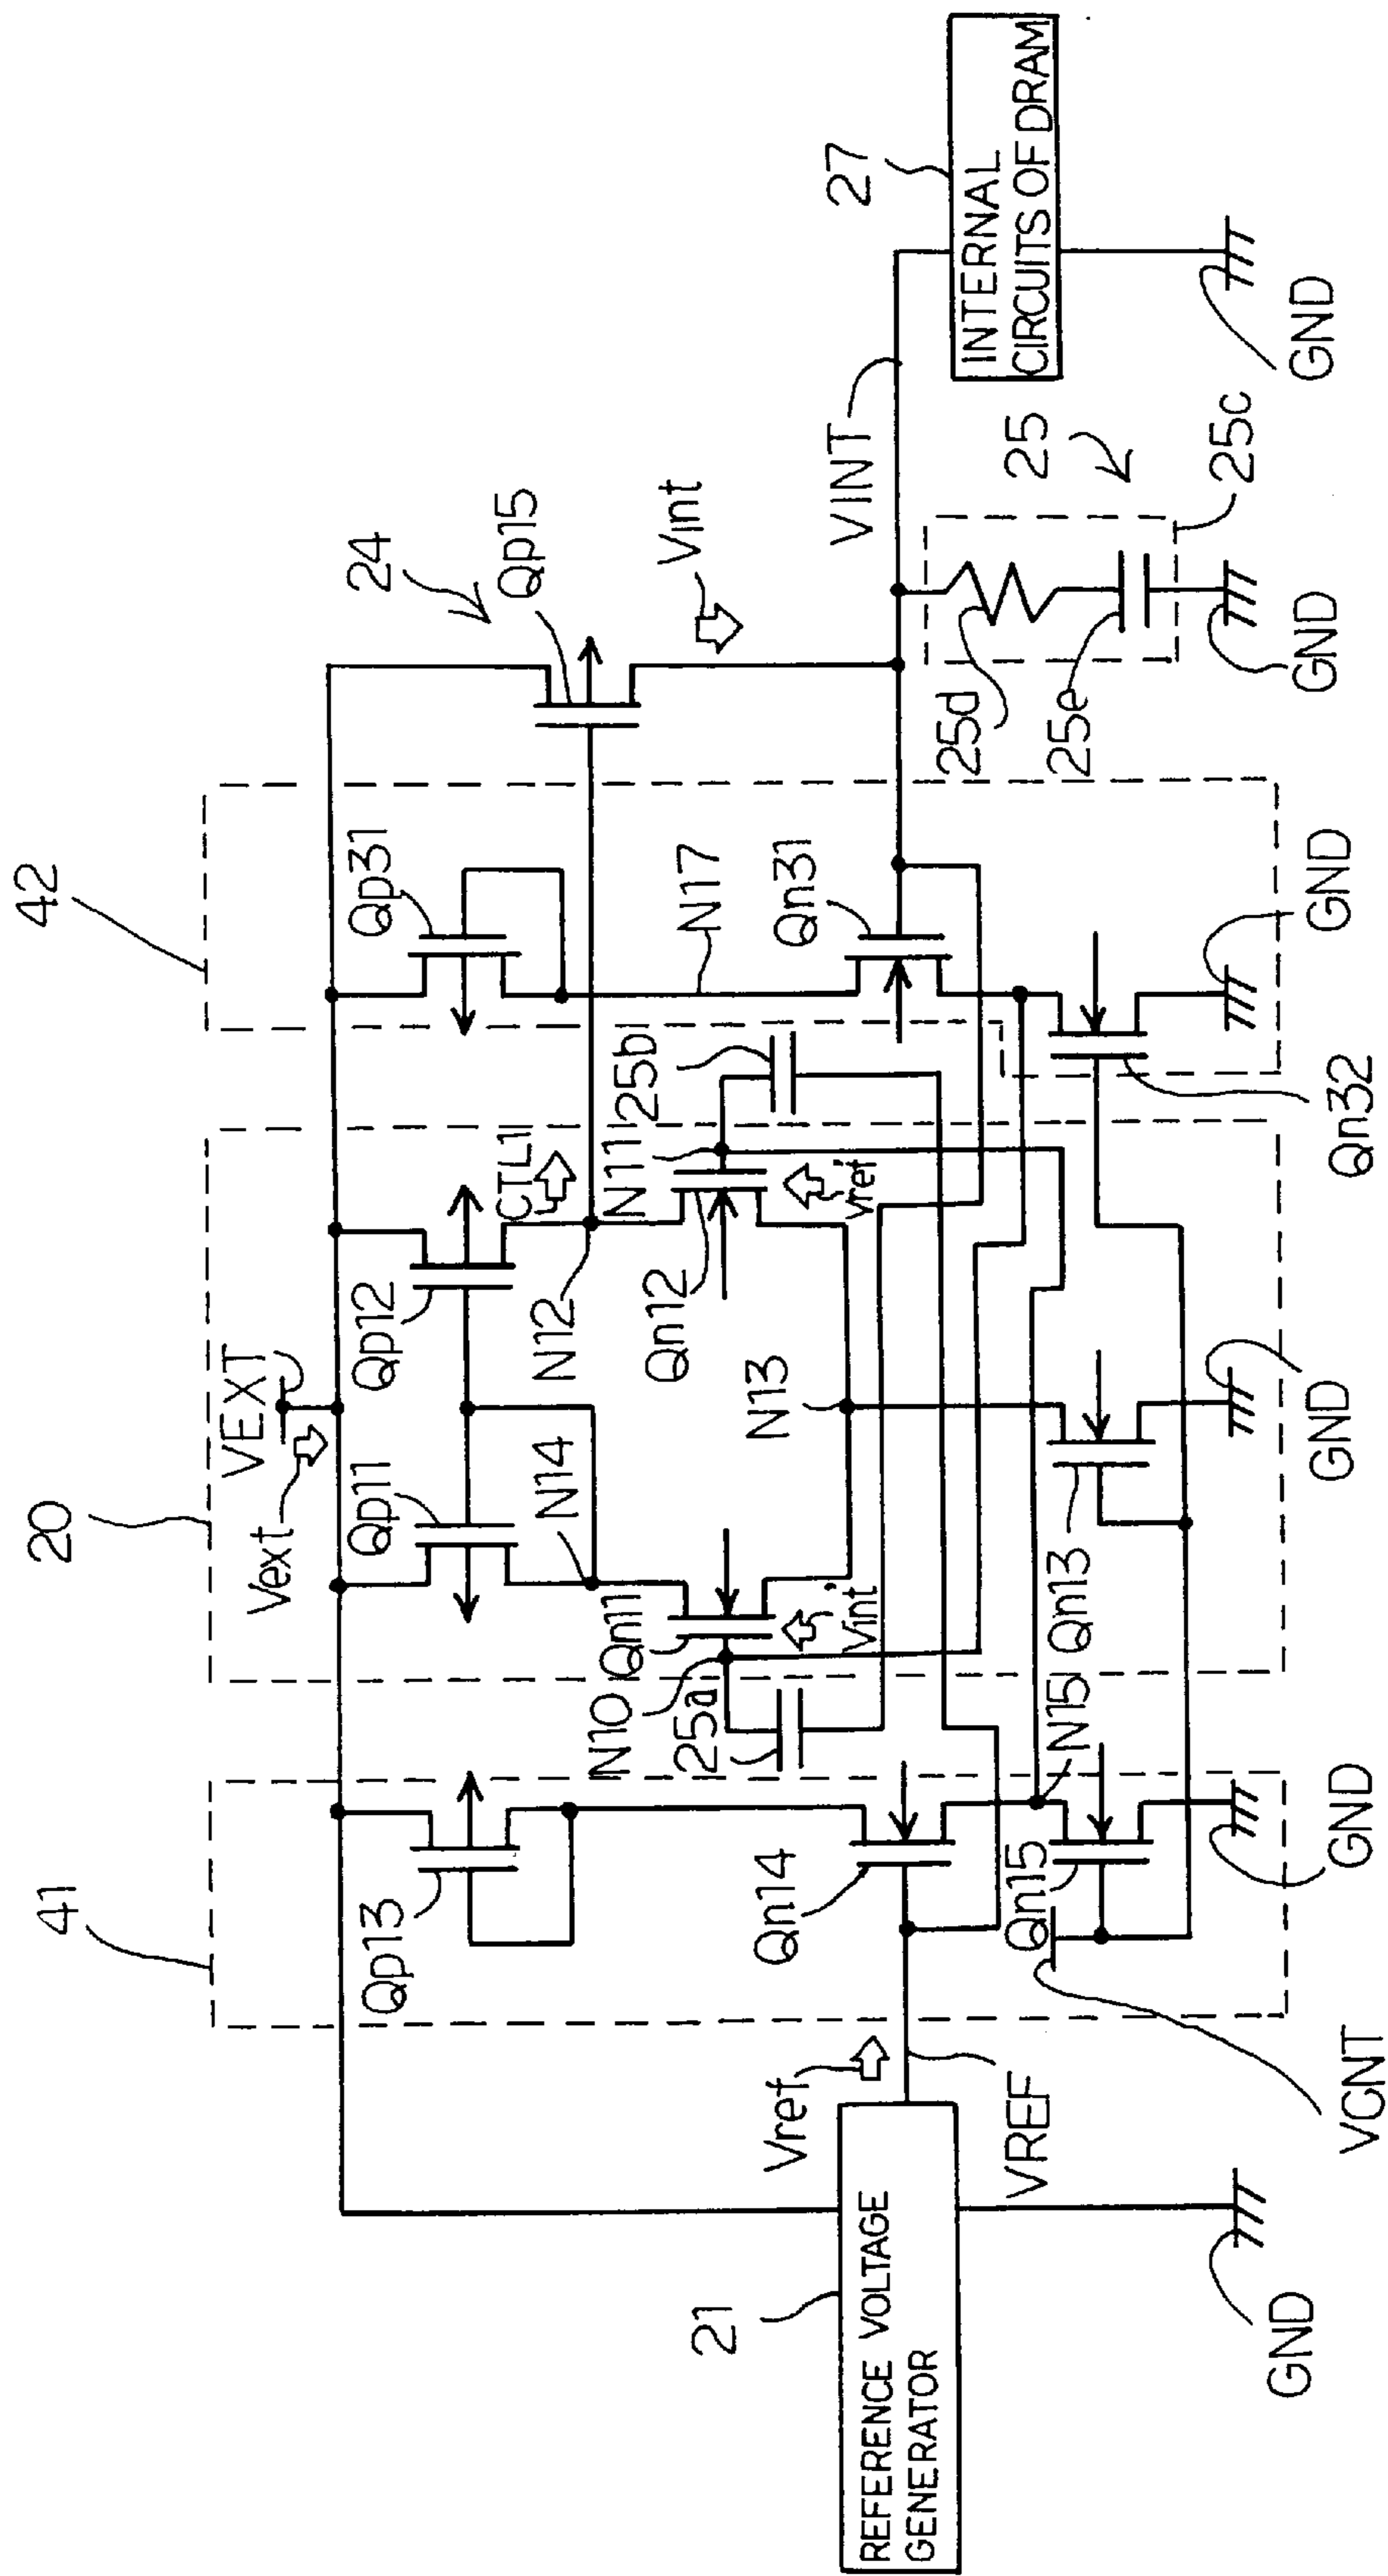 41
20
42
24
VEXT
Vext
Qp13
Qp11
Qp12
Qp31
Qp15
CTL1
N14
N12
N11
N17
Vint
N10
Qn11
Vint'
Qn12
Vref'
25a
25b
N13
Qn14
Qn31
VINT
27
INTERNAL
CIRCUITS OF DRAM
21
REFERENCE VOLTAGE
GENERATOR
Vref
VREF
25d
25
25e
25c
Qn15
N15
Qn13
Qn32
VCNT
GND
GND
GND
GND
GND
GND